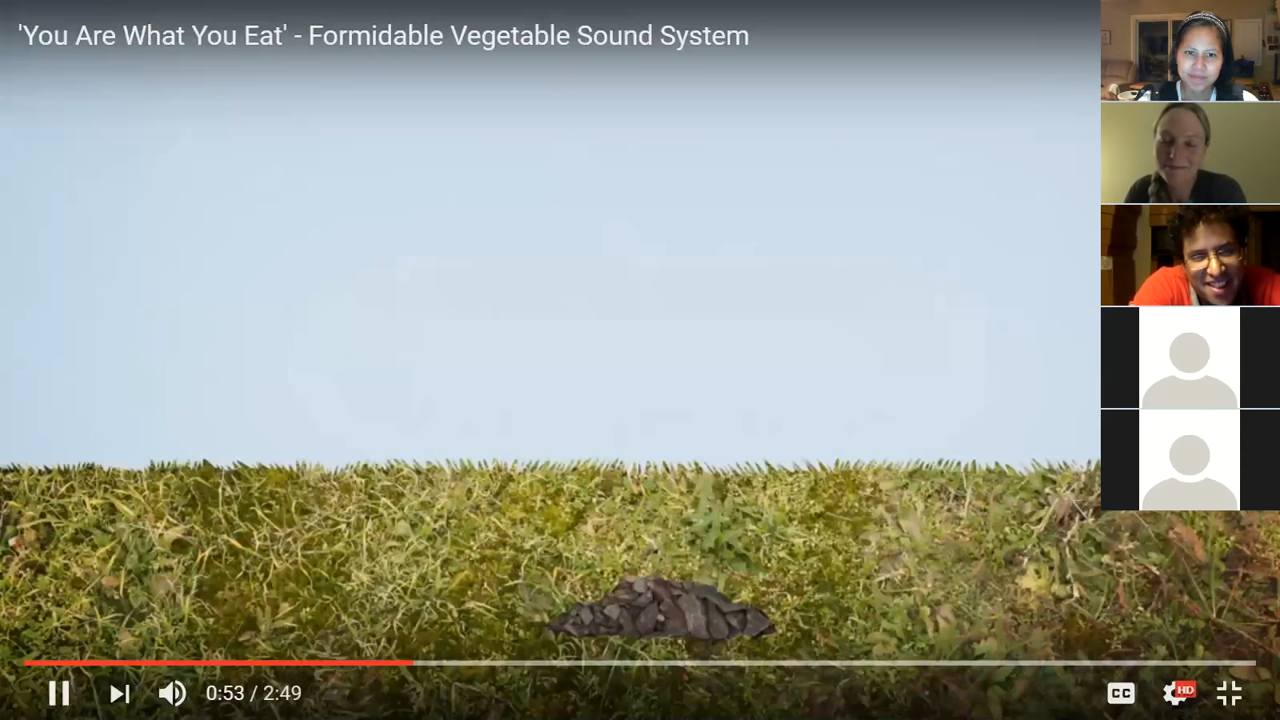 'You Are What You Eat' - Formidable Vegetable Sound System
0:53 / 2:49
CC
HD